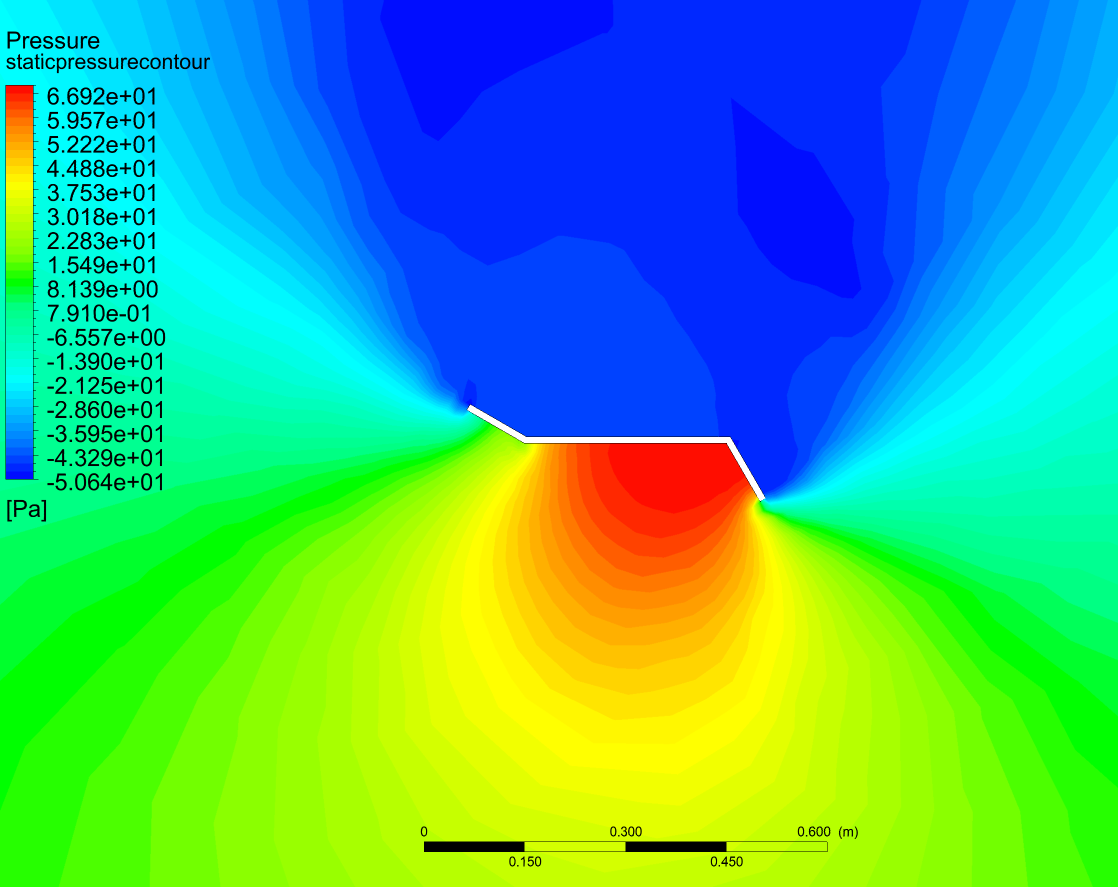 Pressure
staticpressurecontour
6.692e+01
5.957e+01
5.222e+01
4.488e+01
3.753e+01
3.018e+01
2.283e+01
1.549e+01
8.139e+00
7.910e-01
-6.557e+00
-1.390e+01
-2.125e+01
-2.860e+01
-3.595e+01
-4.329e+01
-5.064e+01
[Pa]
0 0.300 0.600 (m)
0.150 0.450